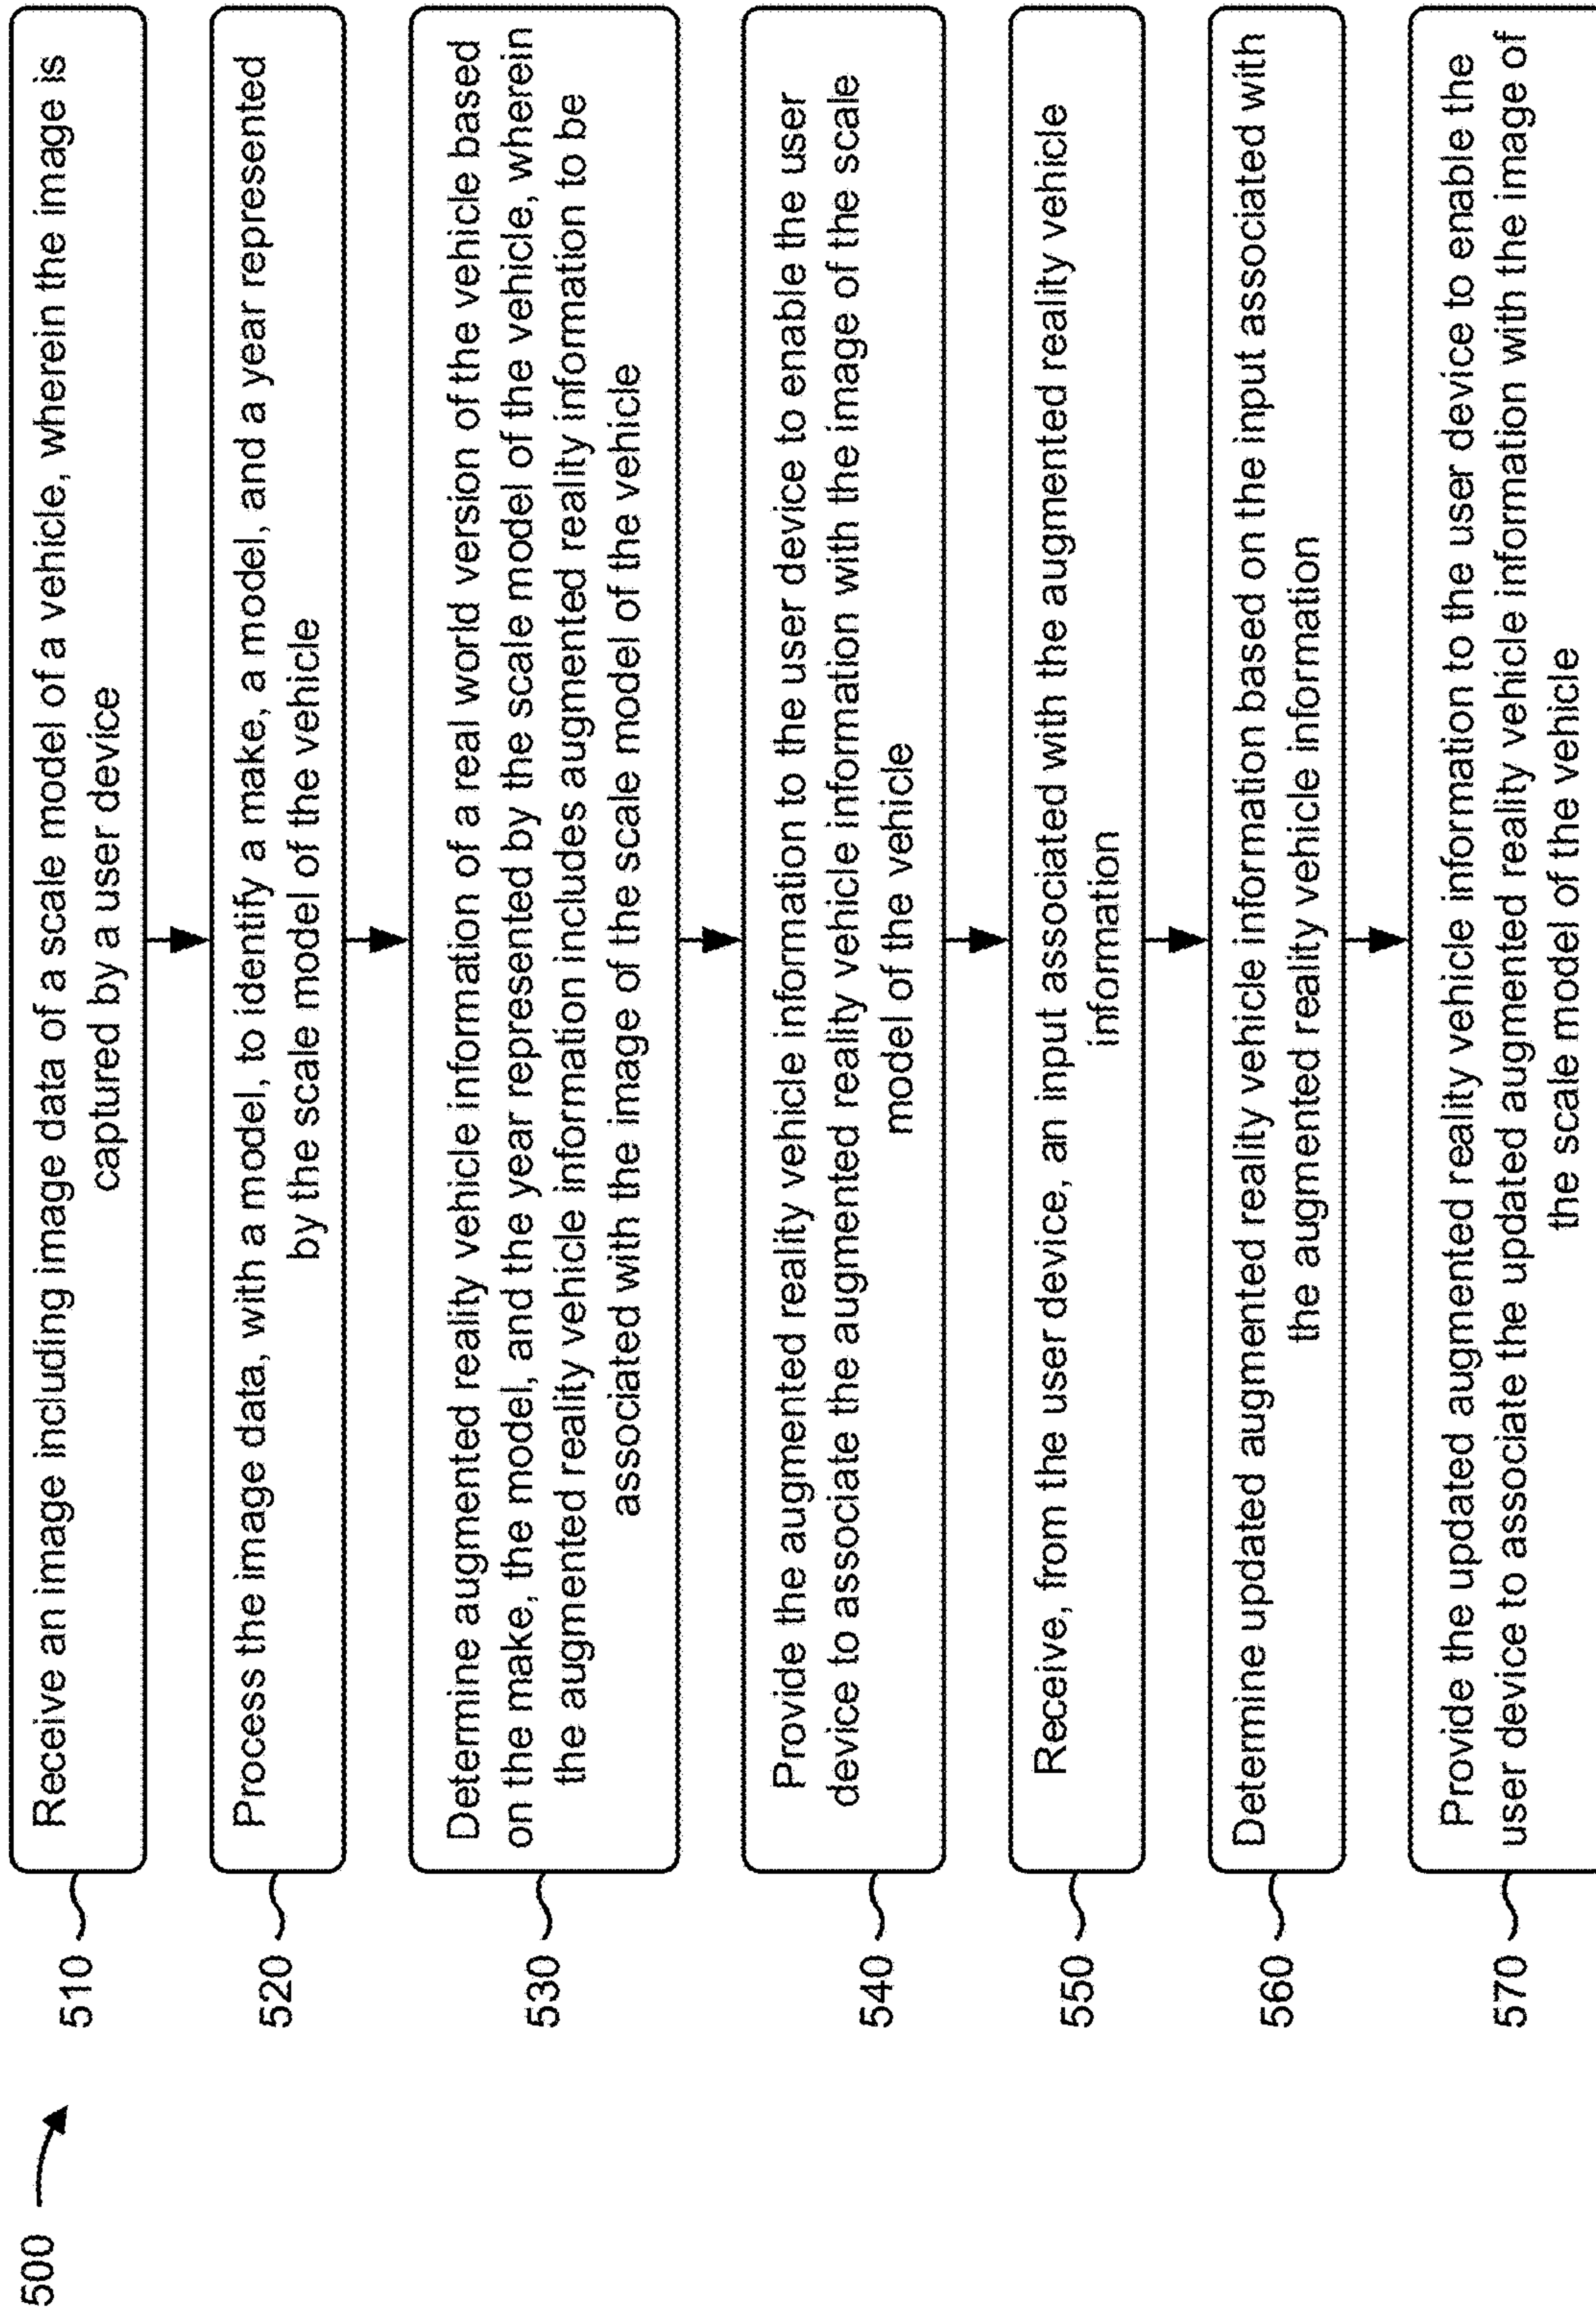 500
510
Receive an image including image data of a scale model of a vehicle, wherein the image is
captured by a user device
520
Process the image data, with a model, to identify a make, a model, and a year represented
by the scale model of the vehicle
530
Determine augmented reality vehicle information of a real world version of the vehicle based
on the make, the model, and the year represented by the scale model of the vehicle, wherein
the augmented reality vehicle information includes augmented reality information to be
associated with the image of the scale model of the vehicle
540
Provide the augmented reality vehicle information to the user device to enable the user
device to associate the augmented reality vehicle information with the image of the scale
model of the vehicle
550
Receive, from the user device, an input associated with the augmented reality vehicle
information
560
Determine updated augmented reality vehicle information based on the input associated with
the augmented reality vehicle information
570
Provide the updated augmented reality vehicle information to the user device to enable the
user device to associate the updated augmented reality vehicle information with the image of
the scale model of the vehicle